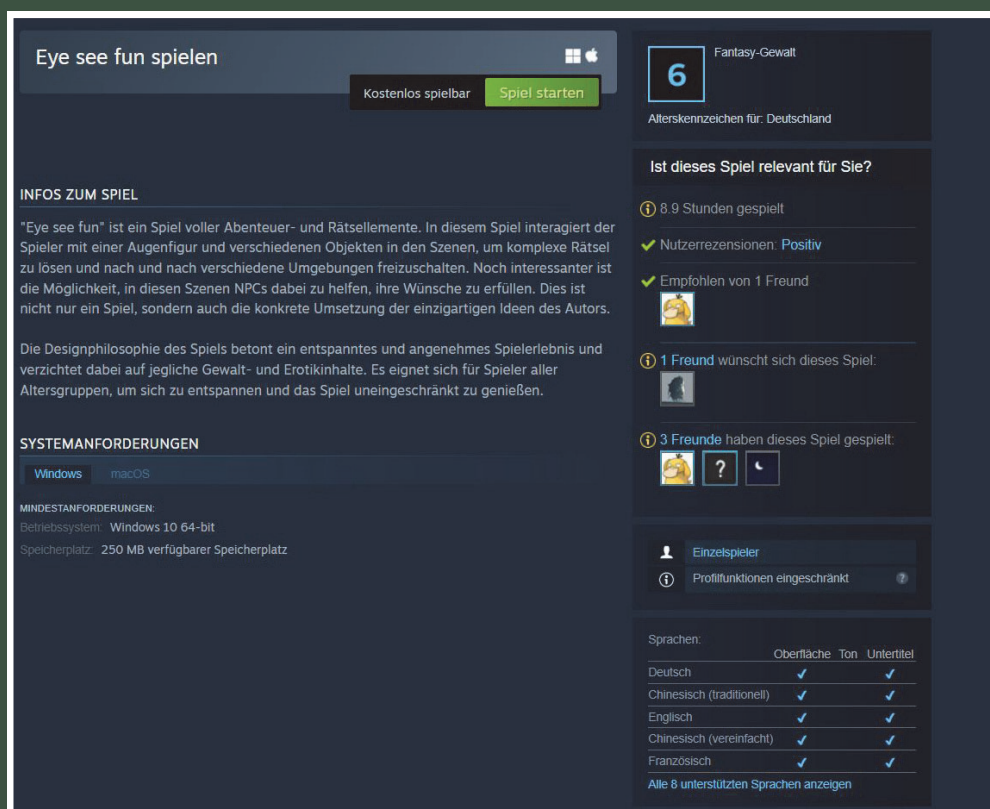 Eye see fun spielen
Kostenlos spielbar Spiel starten
INFOS ZUM SPIEL
"Eye see fun" ist ein Spiel voller Abenteuer- und Rätsellemente. In diesem Spiel interagiert der
Spieler mit einer Augenfigur und verschiedenen Objekten in den Szenen, um komplexe Rätsel
zu lösen und nach und nach verschiedene Umgebungen freizuschalten. Noch interessanter ist
die Möglichkeit, in diesen Szenen NPCs dabei zu helfen, ihre Wünsche zu erfüllen. Dies ist
nicht nur ein Spiel, sondern auch die konkrete Umsetzung der einzigartigen Ideen des Autors.
Die Designphilosophie des Spiels betont ein entspanntes und angenehmes Spielerlebnis und
verzichtet dabei auf jegliche Gewalt- und Erotikinhalte. Es eignet sich für Spieler aller
Altersgruppen, um sich zu entspannen und das Spiel uneingeschränkt zu genießen.
SYSTEMANFORDERUNGEN
Windows macOS
MINDESTANFORDERUNGEN:
Betriebssystem: Windows 10 64-bit
Speicherplatz: 250 MB verfügbarer Speicherplatz
6
Fantasy-Gewalt
Alterskennzeichen für: Deutschland
Ist dieses Spiel relevant für Sie?
8.9 Stunden gespielt
Nutzerrezensionen: Positiv
Empfohlen von 1 Freund
1 Freund wünscht sich dieses Spiel:
3 Freunde haben dieses Spiel gespielt:
?
Einzelspieler
Profilfunktionen eingeschränkt ?
Sprachen:
Oberfläche Ton Untertitel
Deutsch ✔ ✔
Chinesisch (traditionell) ✔ ✔
Englisch ✔ ✔
Chinesisch (vereinfacht) ✔ ✔
Französisch ✔ ✔
Alle 8 unterstützten Sprachen anzeigen